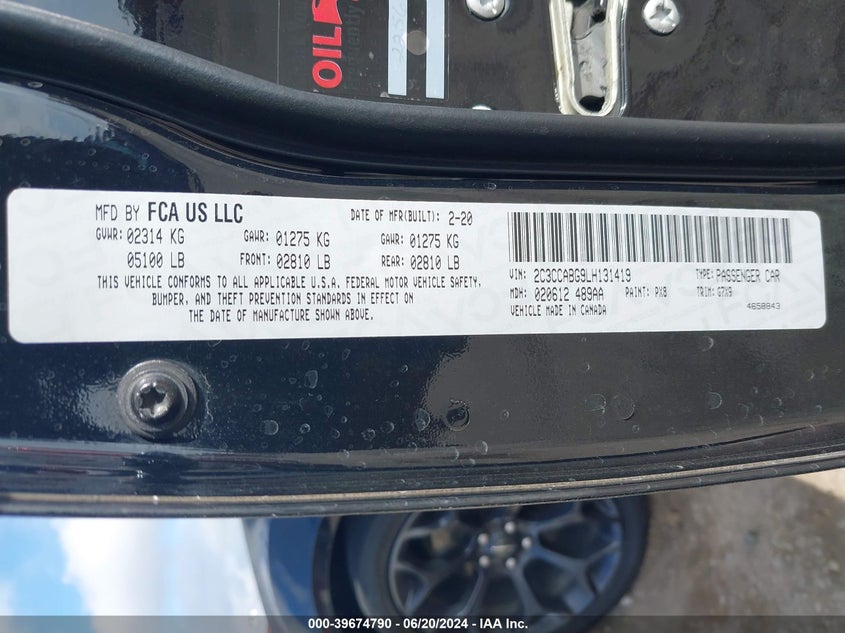 OIL
MFD BY FCA US LLC
DATE OF MFR(BUILT): 2-20
GVWR: 02314 KG GAWR: 01275 KG GAWR: 01275 KG
05100 LB FRONT: 02810 LB REAR: 02810 LB
THIS VEHICLE CONFORMS TO ALL APPLICABLE U.S.A. FEDERAL MOTOR VEHICLE SAFETY,
BUMPER, AND THEFT PREVENTION STANDARDS IN EFFECT ON
THE DATE OF MANUFACTURE SHOWN ABOVE.
VIN: 2C3CCABG9LH131419 TYPE: PASSENGER CAR
MDH: 020612 489AA PAINT: PX8 TRIM: G7X9
VEHICLE MADE IN CANADA 4658843
000-39674790 - 06/20/2024 - IAA Inc.